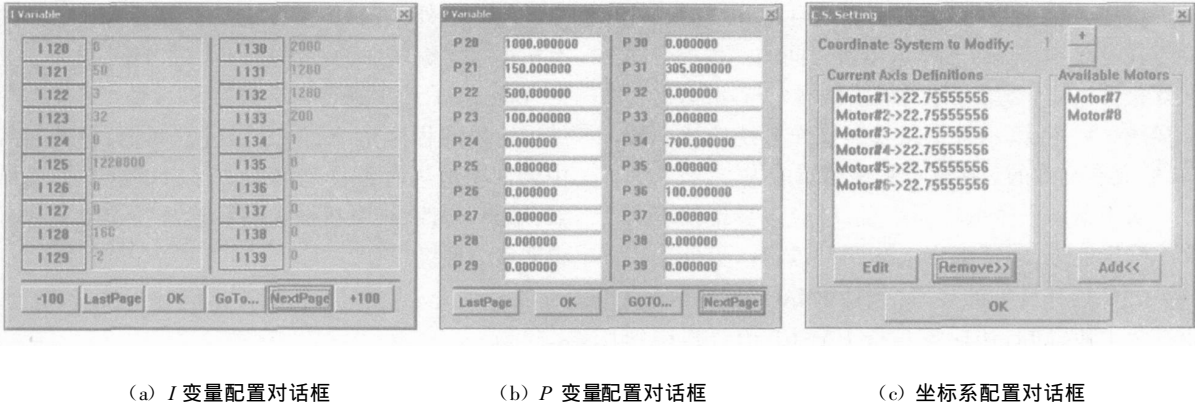 I Variable
I 120 0 I 130 2000
I 121 50 I 131 1280
I 122 3 I 132 1280
I 123 32 I 133 200
I 124 0 I 134 1
I 125 1228800 I 135 0
I 126 0 I 136 0
I 127 0 I 137 0
I 128 160 I 138 0
I 129 -2 I 139 0
-100 LastPage OK GoTo... NextPage +100
P Variable
P 20 1000.000000 P 30 0.000000
P 21 150.000000 P 31 305.000000
P 22 500.000000 P 32 0.000000
P 23 100.000000 P 33 0.000000
P 24 0.000000 P 34 -700.000000
P 25 0.000000 P 35 0.000000
P 26 0.000000 P 36 100.000000
P 27 0.000000 P 37 0.000000
P 28 0.000000 P 38 0.000000
P 29 0.000000 P 39 0.000000
LastPage OK GOTO... NextPage
C.S. Setting
Coordinate System to Modify: 1 +
Current Axis Definitions Available Motors
Motor#1->22.75555556 Motor#7
Motor#2->22.75555556 Motor#8
Motor#3->22.75555556
Motor#4->22.75555556
Motor#5->22.75555556
Motor#6->22.75555556
Edit Remove>> Add<<
OK
(a) I 变量配置对话框 (b) P 变量配置对话框 (c) 坐标系配置对话框